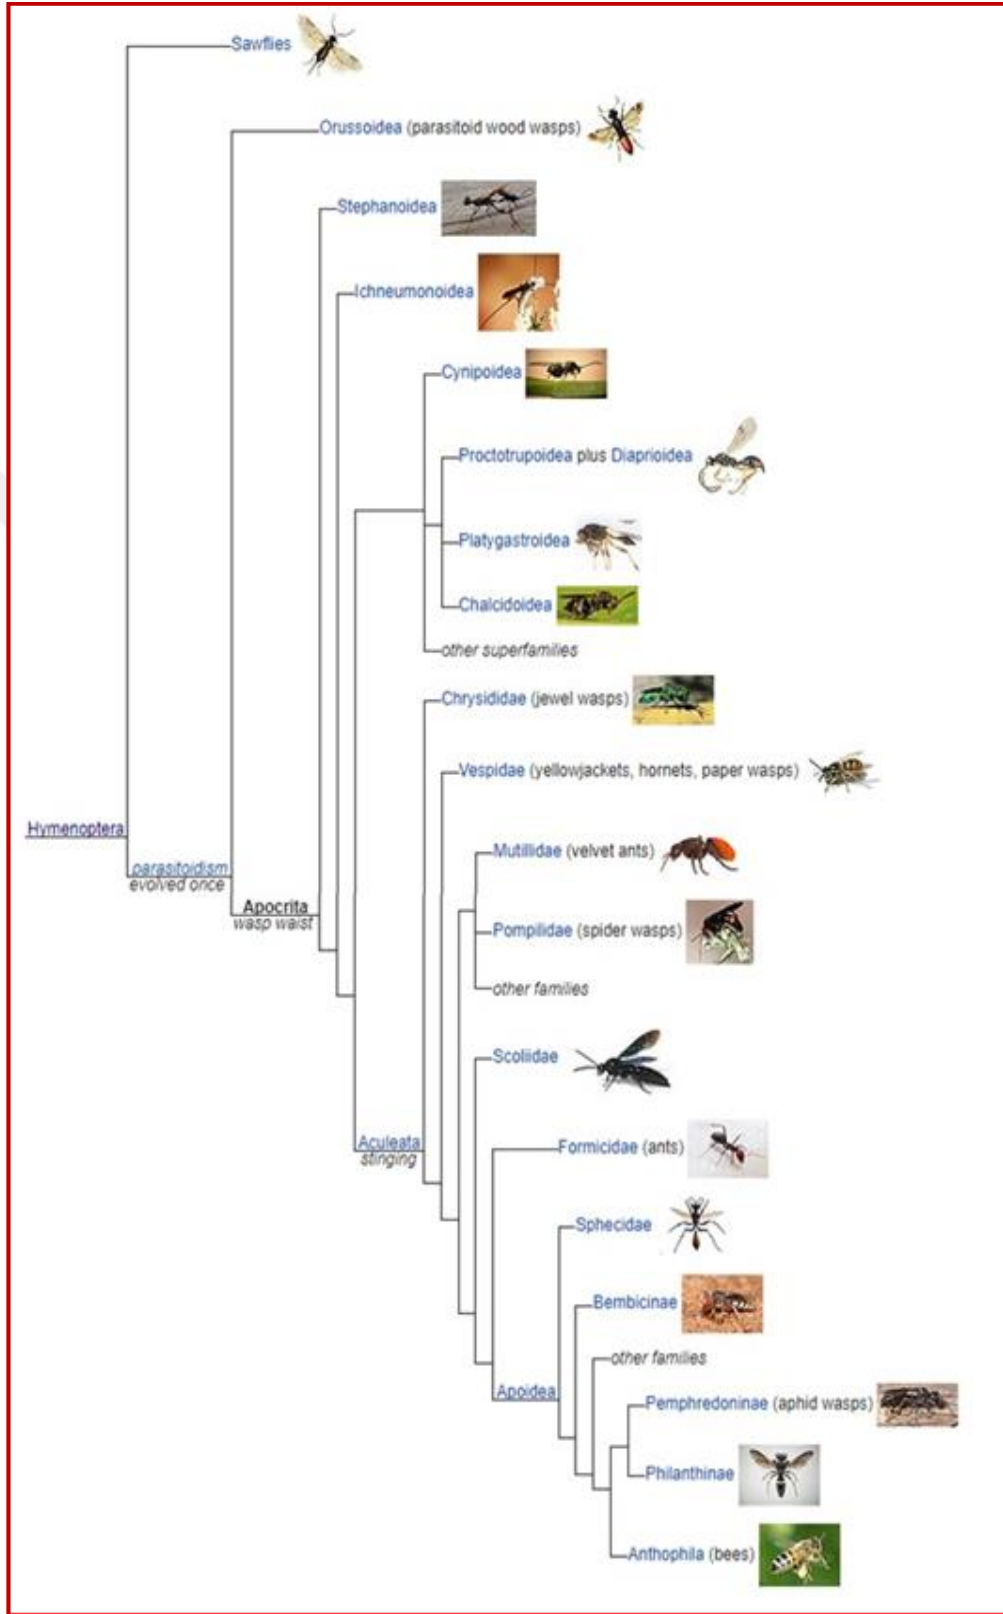 Sawflies
Orussoidea (parasitoid wood wasps)
Stephanoidea
Ichneumonoidea
Cynipoidea
Proctotrupoidea plus Diaprioidea
Platygastroidea
Chalcidoidea
other superfamilies
Chrysididae (jewel wasps)
Vespidae (yellowjackets, hornets, paper wasps)
Hymenoptera
Mutillidae (velvet ants)
parasitoidism
evolved once
Apocrita
wasp waist
Pompilidae (spider wasps)
other families
Scoliidae
Aculeata
stinging
Formicidae (ants)
Sphecidae
Bembicinae
other families
Apoidea
Pemphredoninae (aphid wasps)
Philanthinae
Anthophila (bees)